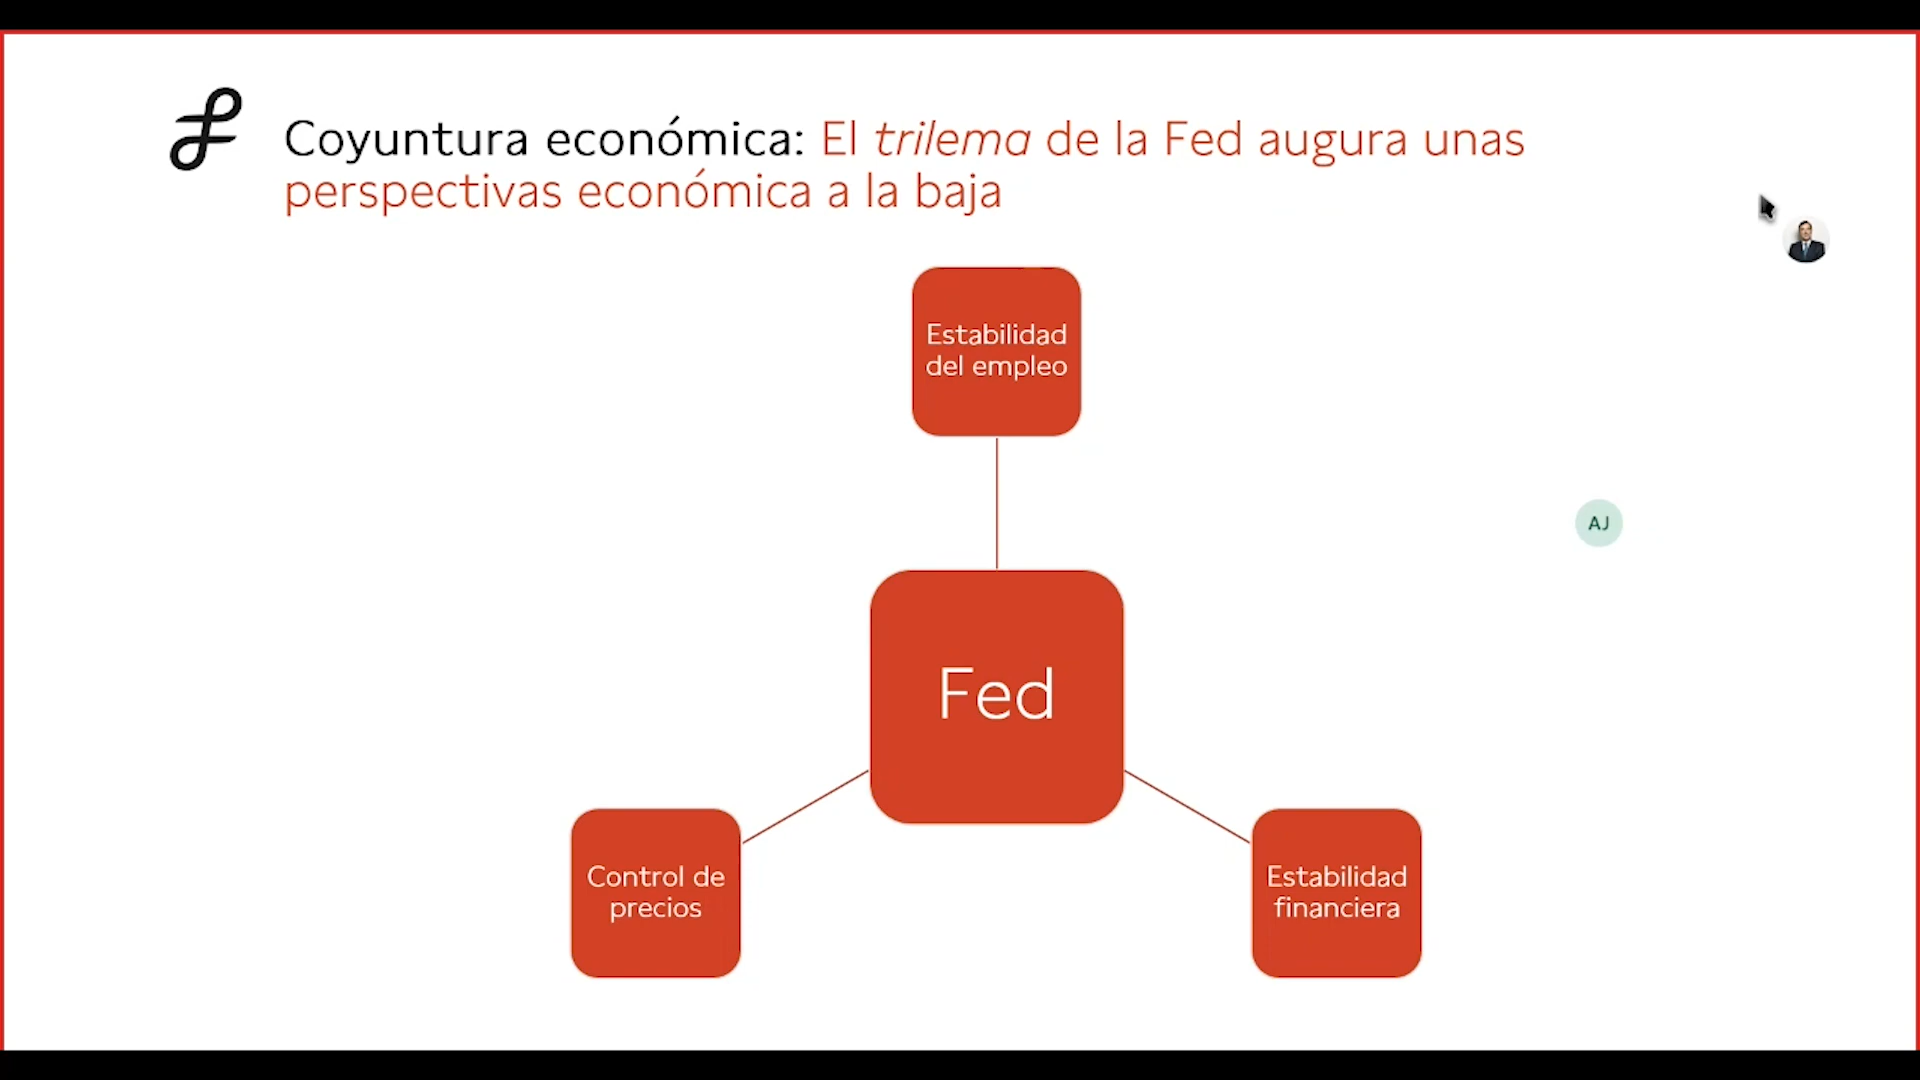 Coyuntura económica: El trilema de la Fed augura unas
perspectivas económica a la baja
Estabilidad
del empleo
AJ
Fed
Control de
precios
Estabilidad
financiera